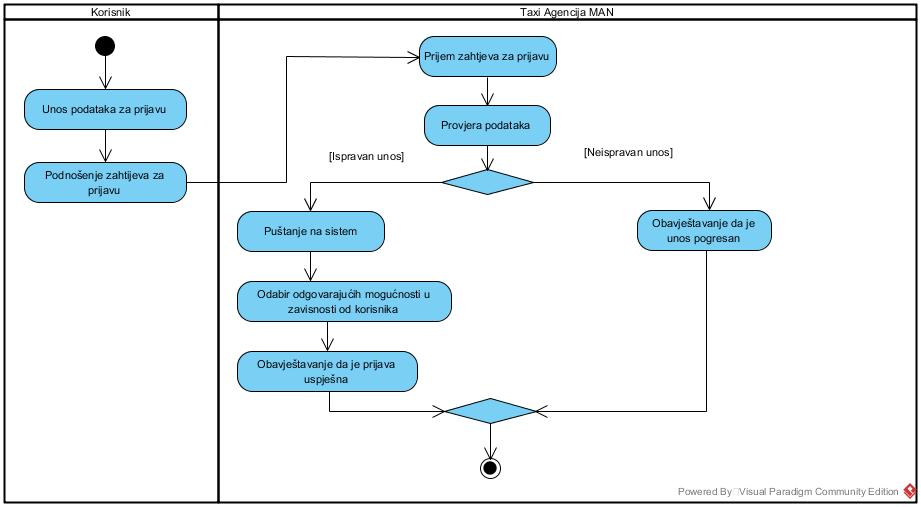 Korisnik
Taxi Agencija MAN
Unos podataka za prijavu
Podnošenje zahtijeva za
prijavu
Prijem zahtjeva za prijavu
Provjera podataka
[Ispravan unos]
[Neispravan unos]
Puštanje na sistem
Odabir odgovarajućih mogućnosti u
zavisnosti od korisnika
Obavještavanje da je prijava
uspješna
Obavještavanje da je
unos pogresan
Powered By Visual Paradigm Community Edition